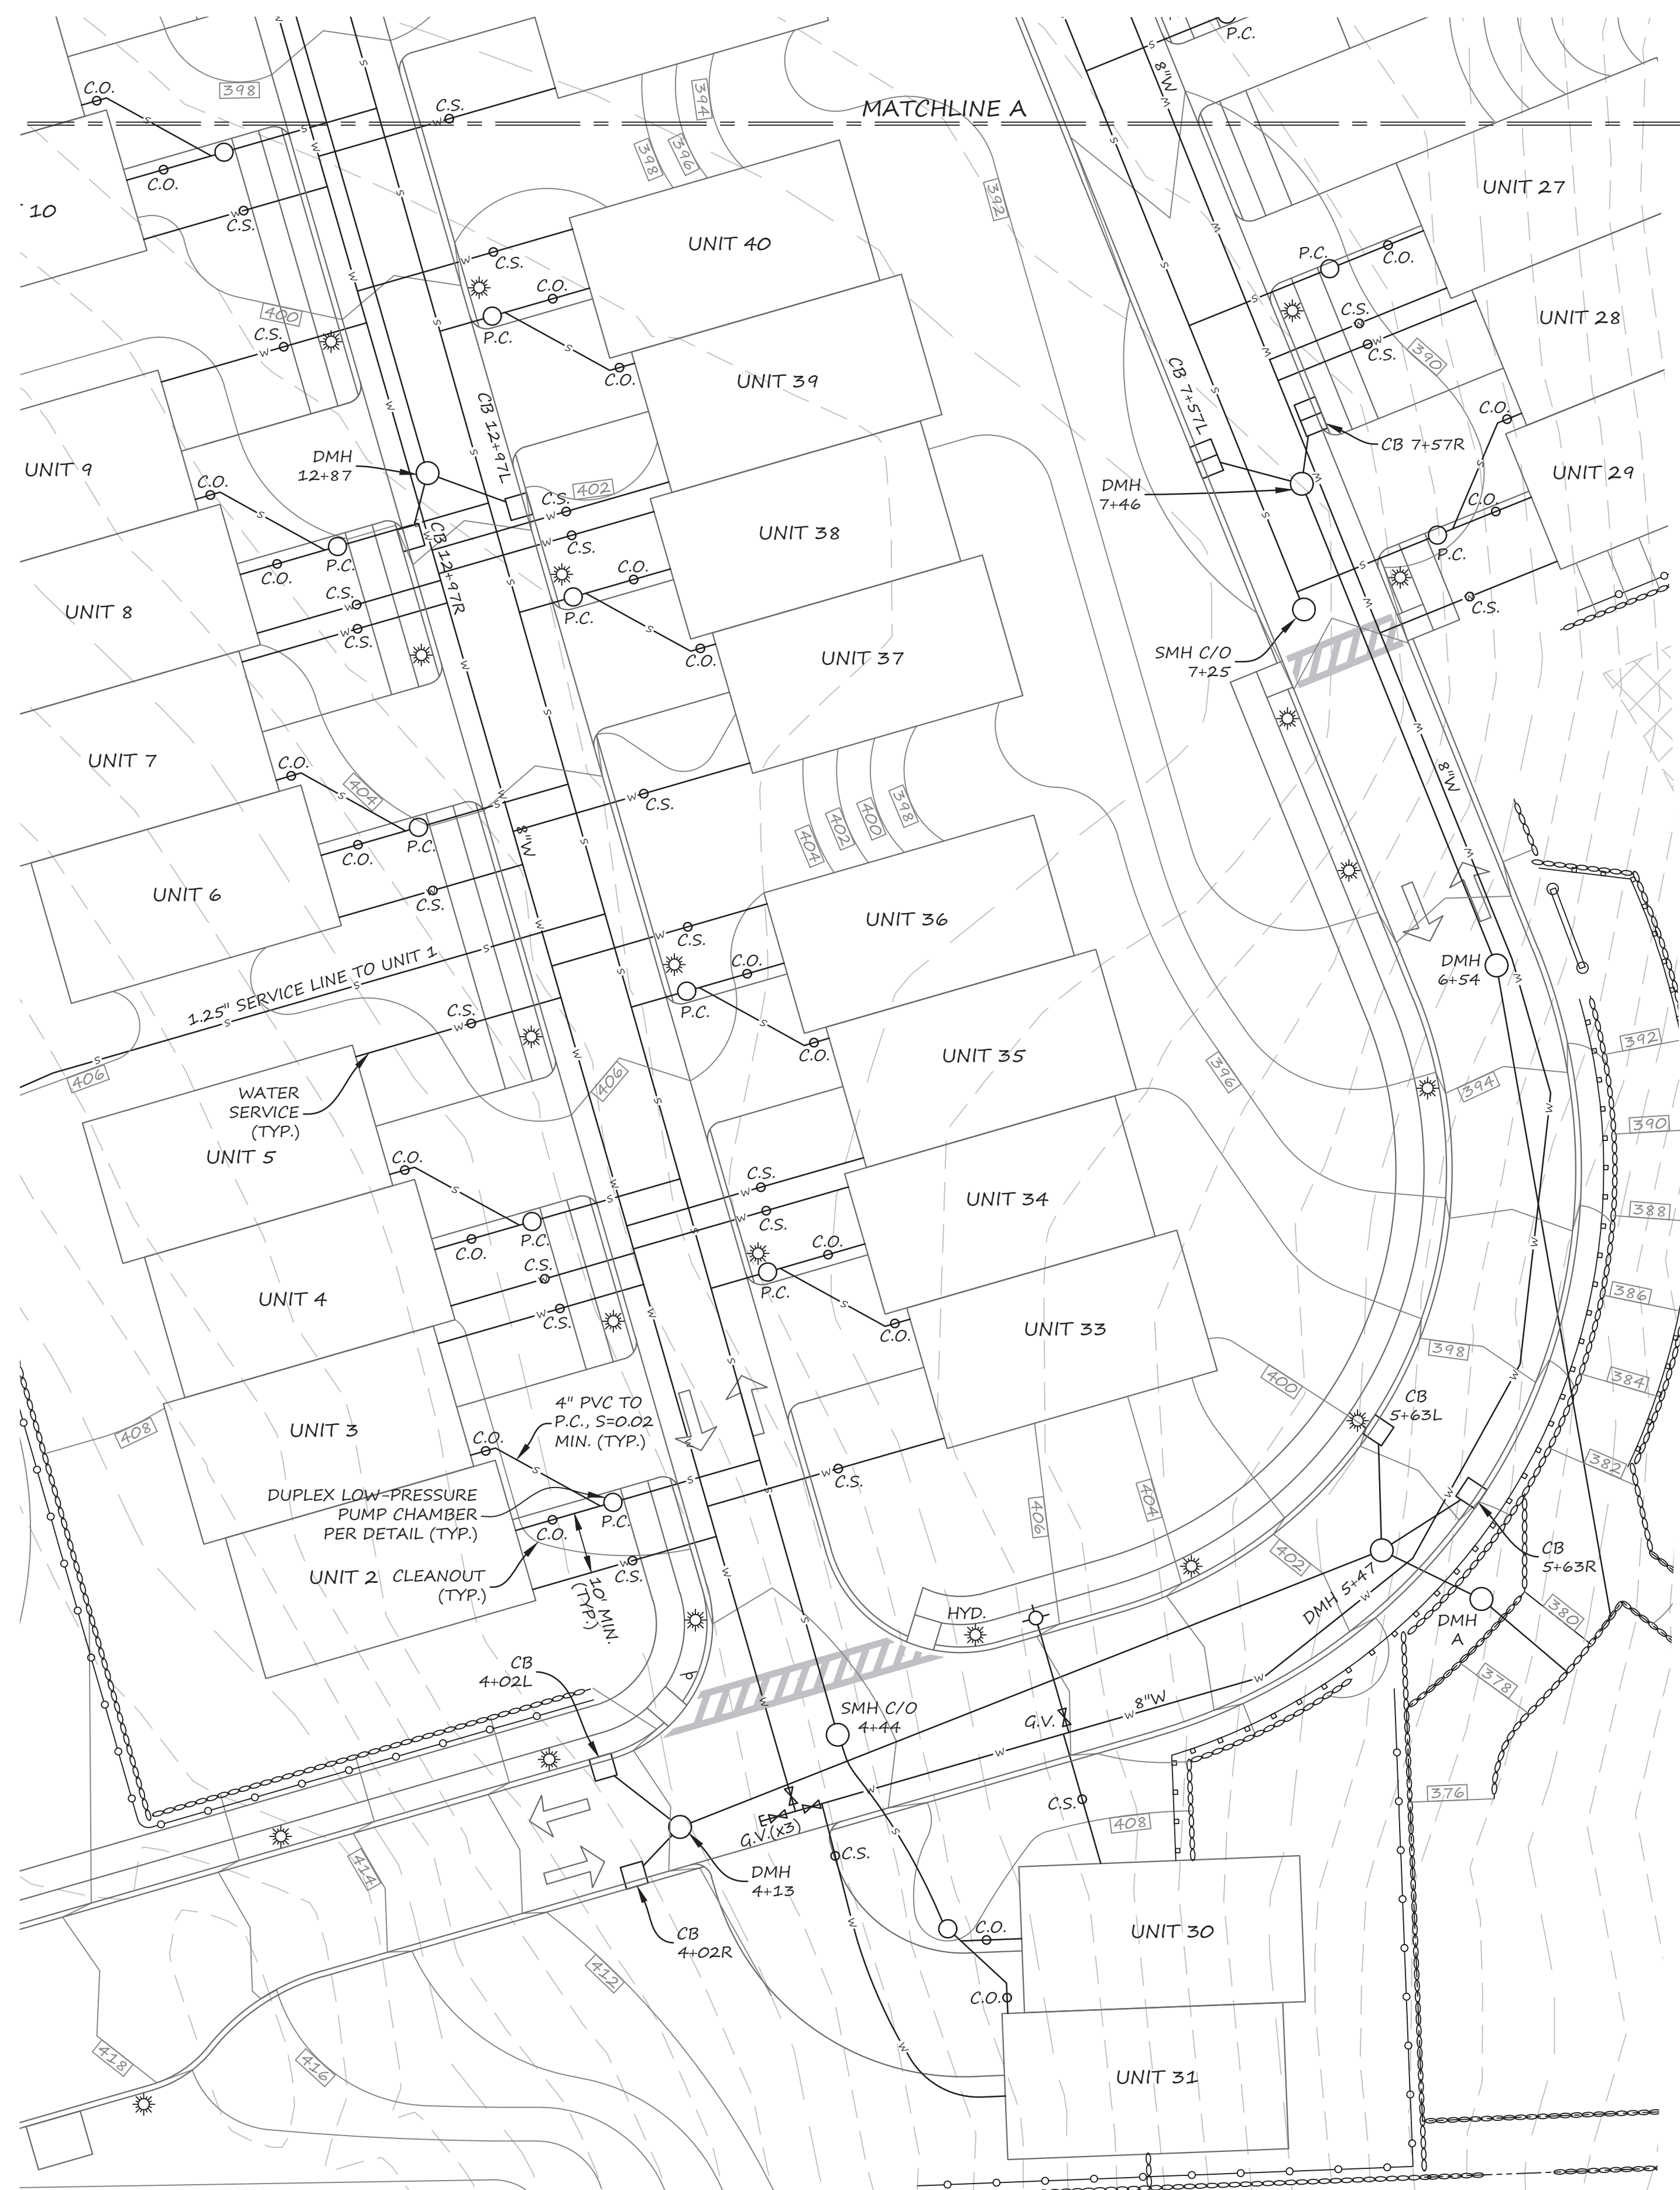 P.C.
8"W
C.O.
398
394
C.S.
MATCHLINE A
398
396
392
UNIT 27
C.O.
10
C.S.
UNIT 40
P.C.
C.O.
C.S.
C.O.
400
C.S.
C.S.
UNIT 28
C.S.
390
P.C.
C.O.
UNIT 39
CB 7+57L
C.O.
CB 12+97L
CB 7+57R
DMH
12+87
UNIT 9
UNIT 29
C.O.
402
C.S.
DMH
7+46
C.O.
UNIT 38
C.S.
P.C.
C.O.
P.C.
CB 12+97R
C.O.
C.S.
UNIT 8
P.C.
C.S.
C.S.
SMH C/O
7+25
UNIT 37
C.O.
UNIT 7
C.O.
404
8"W
C.S.
8"W
P.C.
C.O.
404
402
400
398
UNIT 6
C.S.
UNIT 36
1.25" SERVICE LINE TO UNIT 1
C.S.
C.O.
DMH
6+54
C.S.
P.C.
392
C.O.
UNIT 35
406
406
396
394
WATER
SERVICE
(TYP.)
390
UNIT 5
C.O.
C.S.
UNIT 34
388
C.S.
P.C.
C.O.
C.O.
C.S.
UNIT 4
P.C.
386
C.S.
C.O.
UNIT 33
398
384
400
4" PVC TO
P.C., S=0.02
MIN. (TYP.)
CB
5+63L
408
UNIT 3
C.O.
382
C.S.
DUPLEX LOW-PRESSURE
PUMP CHAMBER
PER DETAIL (TYP.)
P.C.
C.O.
406
404
402
CB
5+63R
UNIT 2
CLEANOUT
(TYP.)
C.S.
10' MIN.
(TYP.)
DMH 5+47
HYD.
DMH
A
380
CB
4+02L
378
SMH C/O
4+44
8"W
G.V.
376
C.S.
408
G.V.(x3)
C.S.
414
DMH
4+13
C.O.
UNIT 30
CB
4+02R
412
C.O.
418
416
UNIT 31